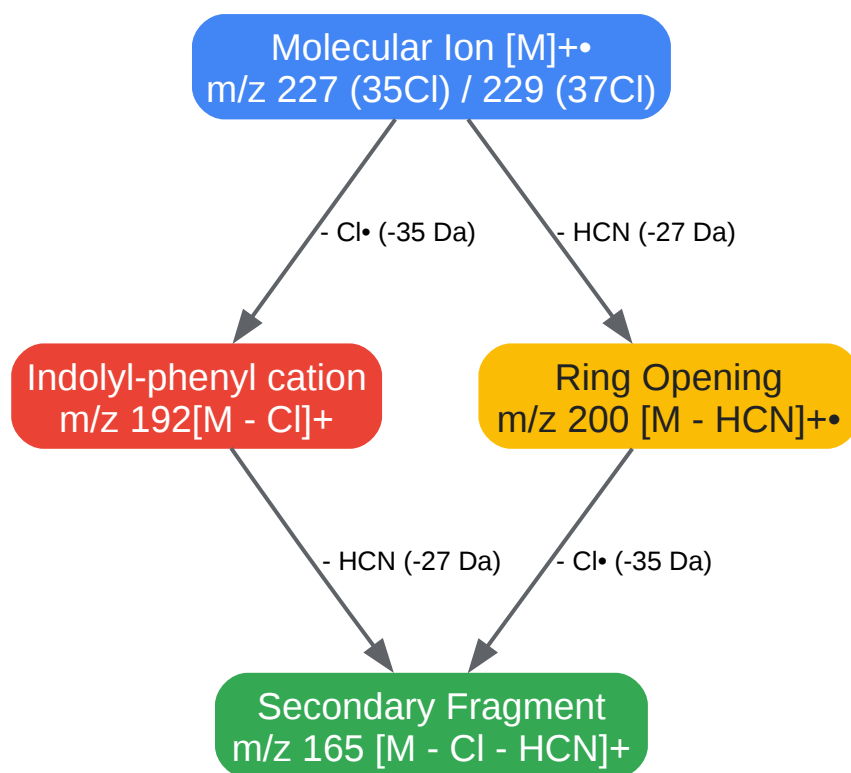 Molecular Ion [M]+•
m/z 227 (35Cl) / 229 (37Cl)
- Cl• (-35 Da)
- HCN (-27 Da)
Indolyl-phenyl cation
m/z 192[M - Cl]+
Ring Opening
m/z 200 [M - HCN]+•
- HCN (-27 Da)
- Cl• (-35 Da)
Secondary Fragment
m/z 165 [M - Cl - HCN]+